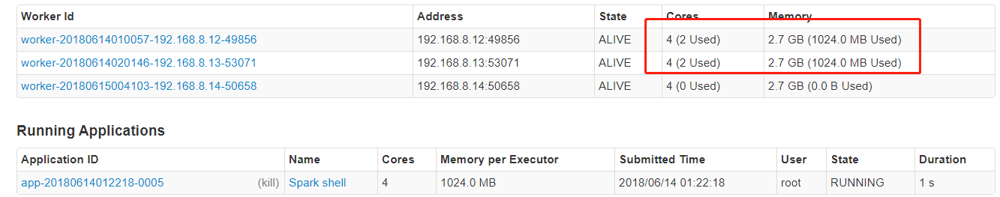 Worker Id Address State Cores Memory
worker-20180614010057-192.168.8.12-49856 192.168.8.12:49856 ALIVE 4 (2 Used) 2.7 GB (1024.0 MB Used)
worker-20180614020146-192.168.8.13-53071 192.168.8.13:53071 ALIVE 4 (2 Used) 2.7 GB (1024.0 MB Used)
worker-20180615004103-192.168.8.14-50658 192.168.8.14:50658 ALIVE 4 (0 Used) 2.7 GB (0.0 B Used)
Running Applications
Application ID Name Cores Memory per Executor Submitted Time User State Duration
app-20180614012218-0005 (kill) Spark shell 4 1024.0 MB 2018/06/14 01:22:18 root RUNNING 1 s